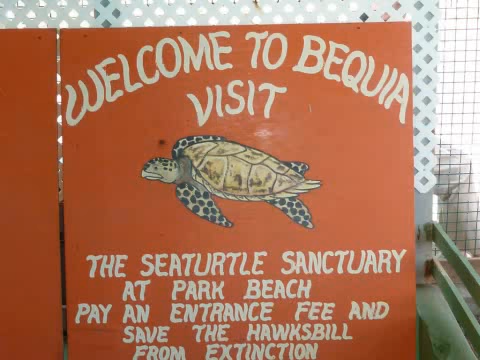 WELCOME TO BEQUIA
VISIT
THE SEATURTLE SANCTUARY
AT PARK BEACH
PAY AN ENTRANCE FEE AND
SAVE THE HAWKSBILL
FROM EXTINCTION